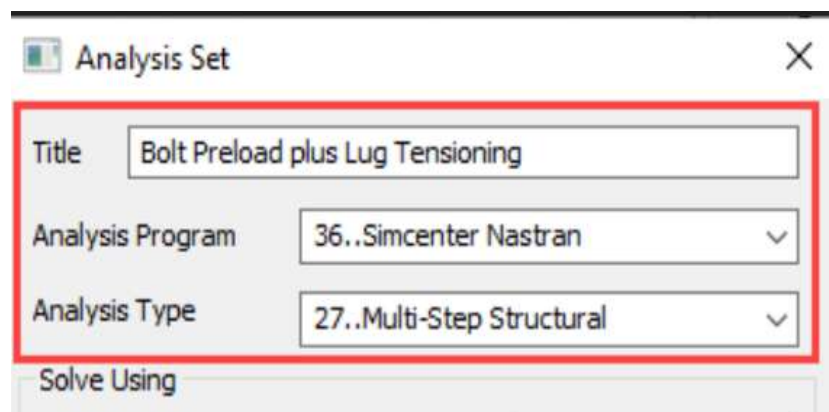 Analysis Set
Title Bolt Preload plus Lug Tensioning
Analysis Program 36..Simcenter Nastran
Analysis Type 27..Multi-Step Structural
Solve Using